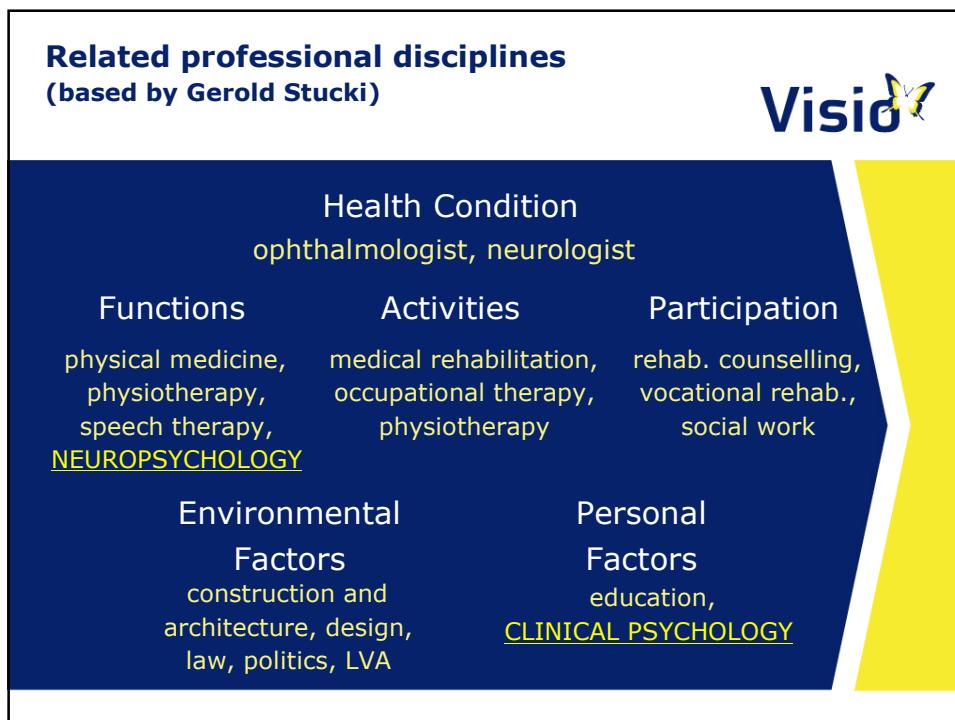 Related professional disciplines
(based by Gerold Stucki)
Visio
Health Condition
ophthalmologist, neurologist
Functions
physical medicine,
physiotherapy,
speech therapy,
NEUROPSYCHOLOGY
Activities
medical rehabilitation,
occupational therapy,
physiotherapy
Participation
rehab. counselling,
vocational rehab.,
social work
Environmental
Factors
construction and
architecture, design,
law, politics, LVA
Personal
Factors
education,
CLINICAL PSYCHOLOGY